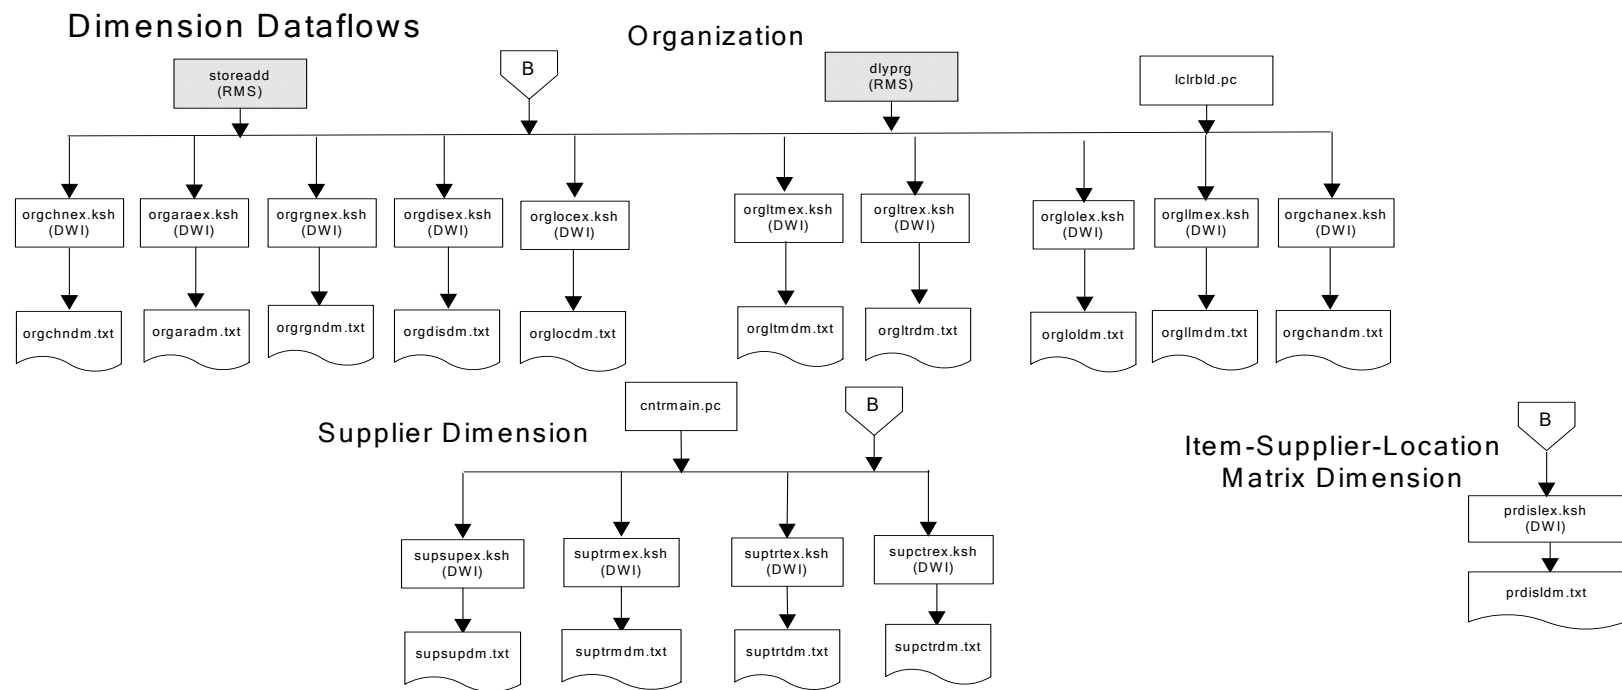 Dimension Dataflows
Organization
storeadd
(RMS)
B
dlyprg
(RMS)
lclrbld.pc
orgchnex.ksh
(DWI)
orgaraex.ksh
(DWI)
orgrgnex.ksh
(DWI)
orgdisex.ksh
(DWI)
orglocex.ksh
(DWI)
orgltmex.ksh
(DWI)
orgltrex.ksh
(DWI)
orglolex.ksh
(DWI)
orgllmex.ksh
(DWI)
orgchanex.ksh
(DWI)
orgchndm.txt
orgaradm.txt
orgrgndm.txt
orgdisdm.txt
orglocdm.txt
orgltmdm.txt
orgltrdm.txt
orgloldm.txt
orgllmdm.txt
orgchandm.txt
Supplier Dimension
cntrmain.pc
B
supsupex.ksh
(DWI)
suptrmex.ksh
(DWI)
suptrtex.ksh
(DWI)
supctrex.ksh
(DWI)
supsupdm.txt
suptrmdm.txt
suptrtdm.txt
supctrdm.txt
Item-Supplier-Location
Matrix Dimension
B
prdislex.ksh
(DWI)
prdisldm.txt